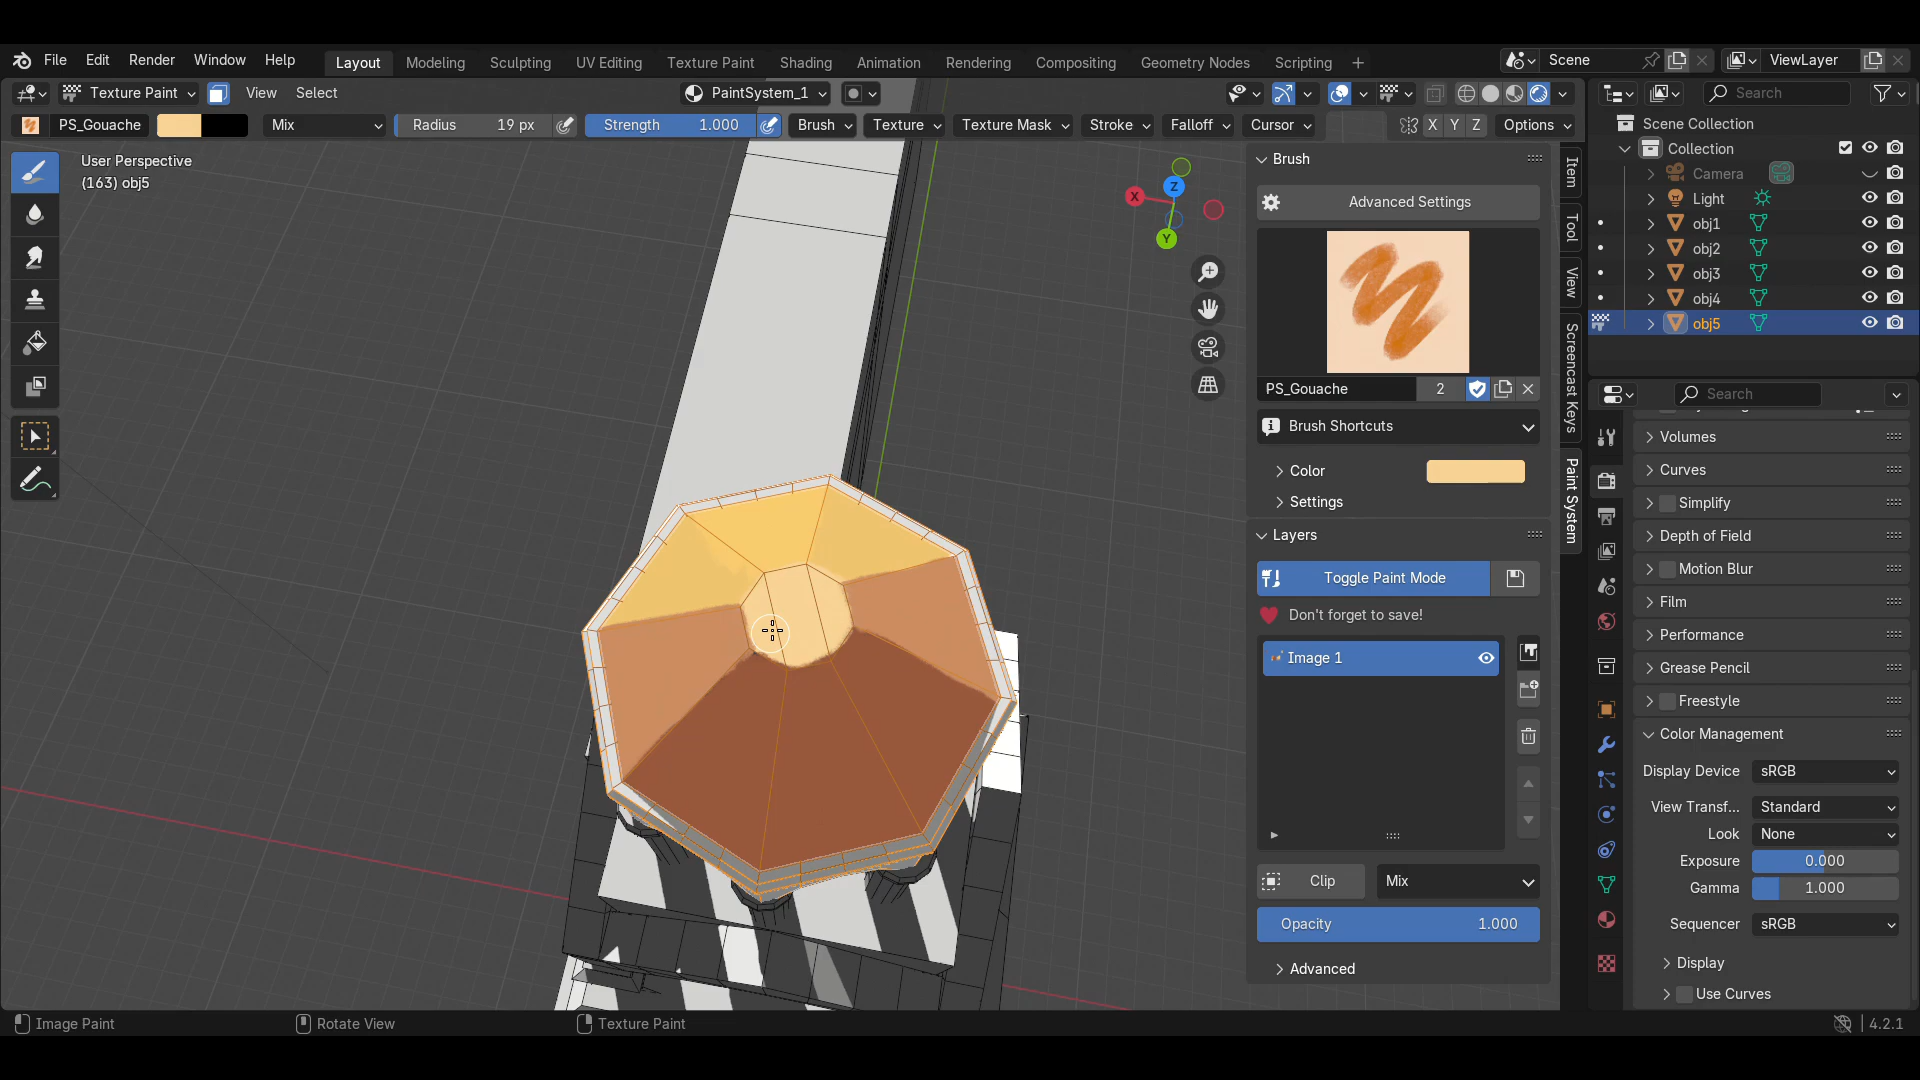 File Edit Render Window Help Layout Modeling Sculpting UV Editing Texture Paint Shading Animation Rendering Compositing Geometry Nodes Scripting + Scene ViewLayer
Texture Paint View Select PaintSystem_1 Search
PS_Gouache Mix Radius 19 px Strength 1.000 Brush Texture Texture Mask Stroke Falloff Cursor X Y Z Options
User Perspective
(163) obj5
X
Z
Y
Brush
Advanced Settings
PS_Gouache 2
Brush Shortcuts
Color
Settings
Layers
Toggle Paint Mode
Don't forget to save!
Image 1
Clip Mix
Opacity 1.000
Advanced
Item
Tool
View
Screencast Keys
Paint System
Scene Collection
Collection
Camera
Light
obj1
obj2
obj3
obj4
obj5
Search
Volumes
Curves
Simplify
Depth of Field
Motion Blur
Film
Performance
Grease Pencil
Freestyle
Color Management
Display Device sRGB
View Transf... Standard
Look None
Exposure 0.000
Gamma 1.000
Sequencer sRGB
Display
Use Curves
Image Paint Rotate View Texture Paint 4.2.1